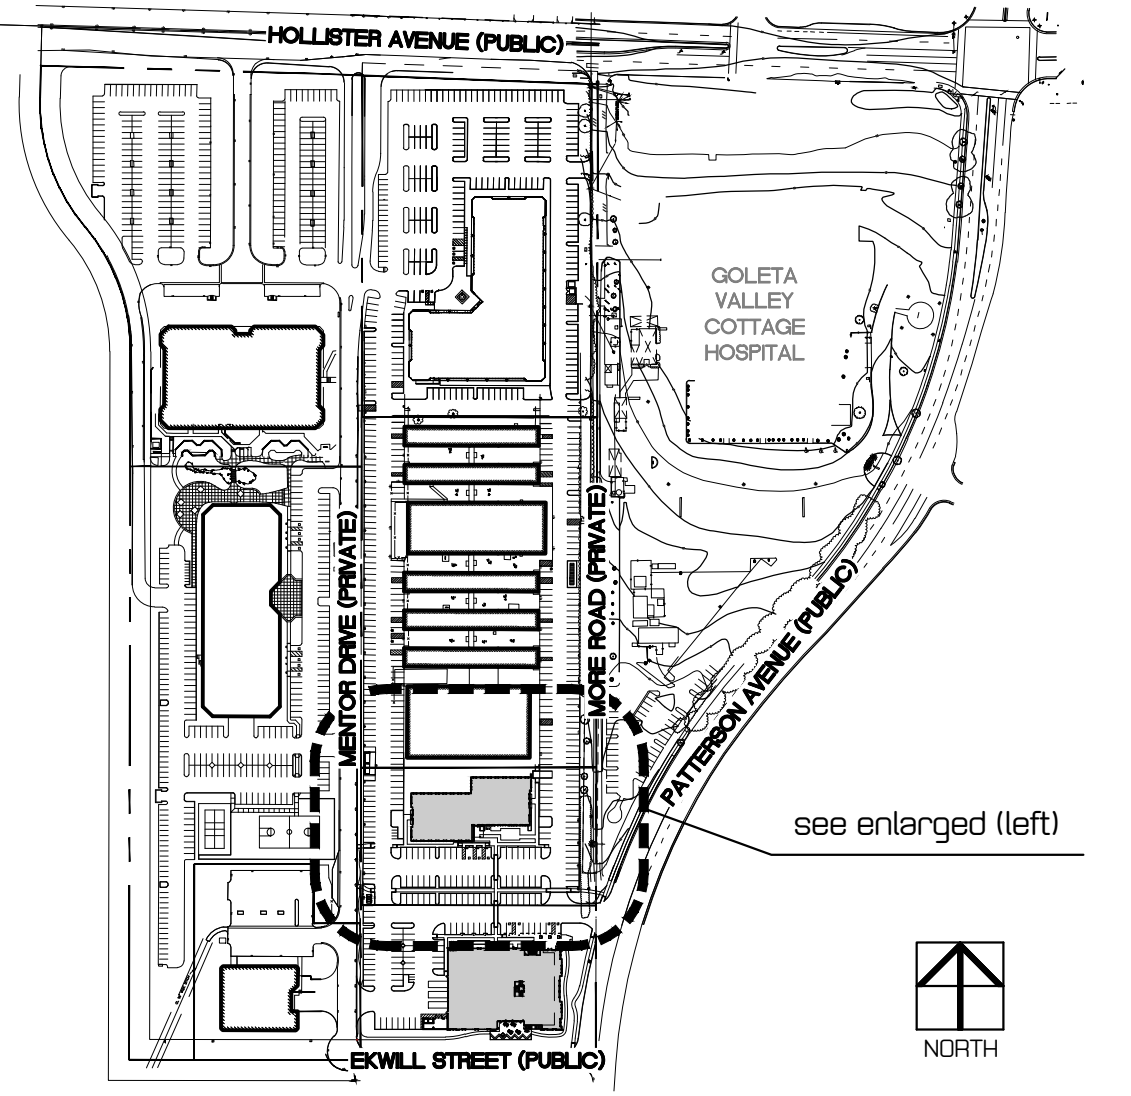 HOLLISTER AVENUE (PUBLIC)
GOLETA
VALLEY
COTTAGE
HOSPITAL
MENTOR DRIVE (PRIVATE)
MORE ROAD (PRIVATE)
PATTERSON AVENUE (PUBLIC)
see enlarged (left)
NORTH
EKWILL STREET (PUBLIC)